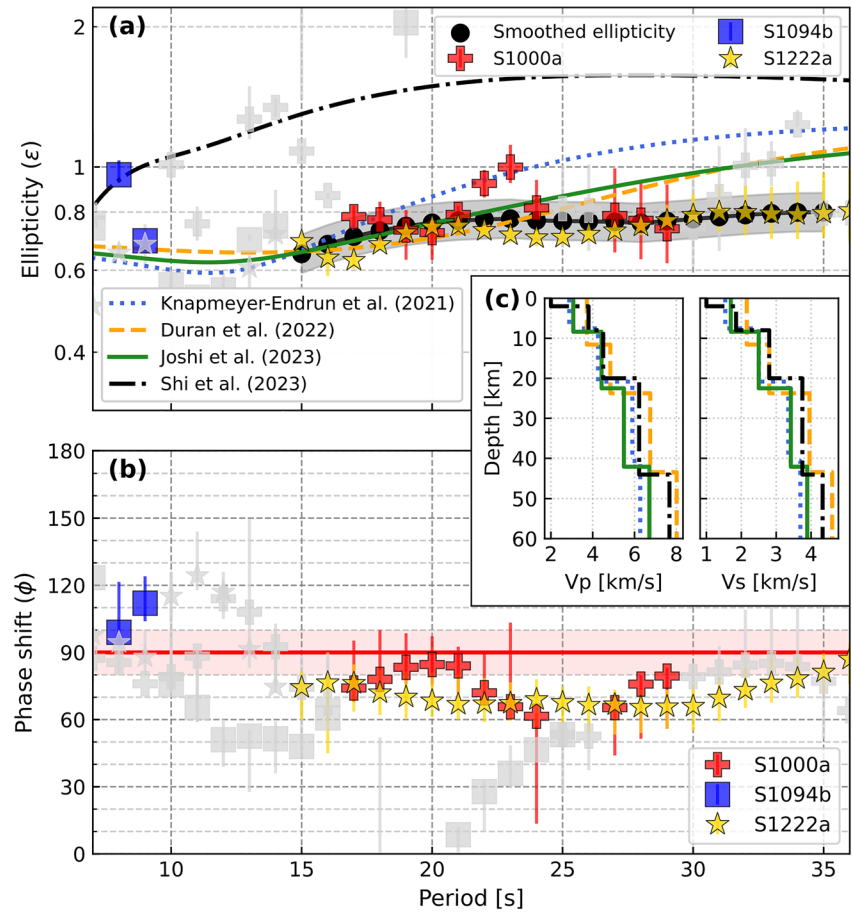 (a)
Smoothed ellipticity
S1000a
S1094b
S1222a
2
1
0.8
0.6
0.4
Ellipticity (ε)
Knapmeyer-Endrun et al. (2021)
Duran et al. (2022)
Joshi et al. (2023)
Shi et al. (2023)
(c)
0
10
20
30
40
50
60
Depth [km]
2 4 6 8
Vp [km/s]
1 2 4
Vs [km/s]
(b)
180
150
120
90
60
30
0
Phase shift (ϕ)
S1000a
S1094b
S1222a
10 15 20 25 30 35
Period [s]